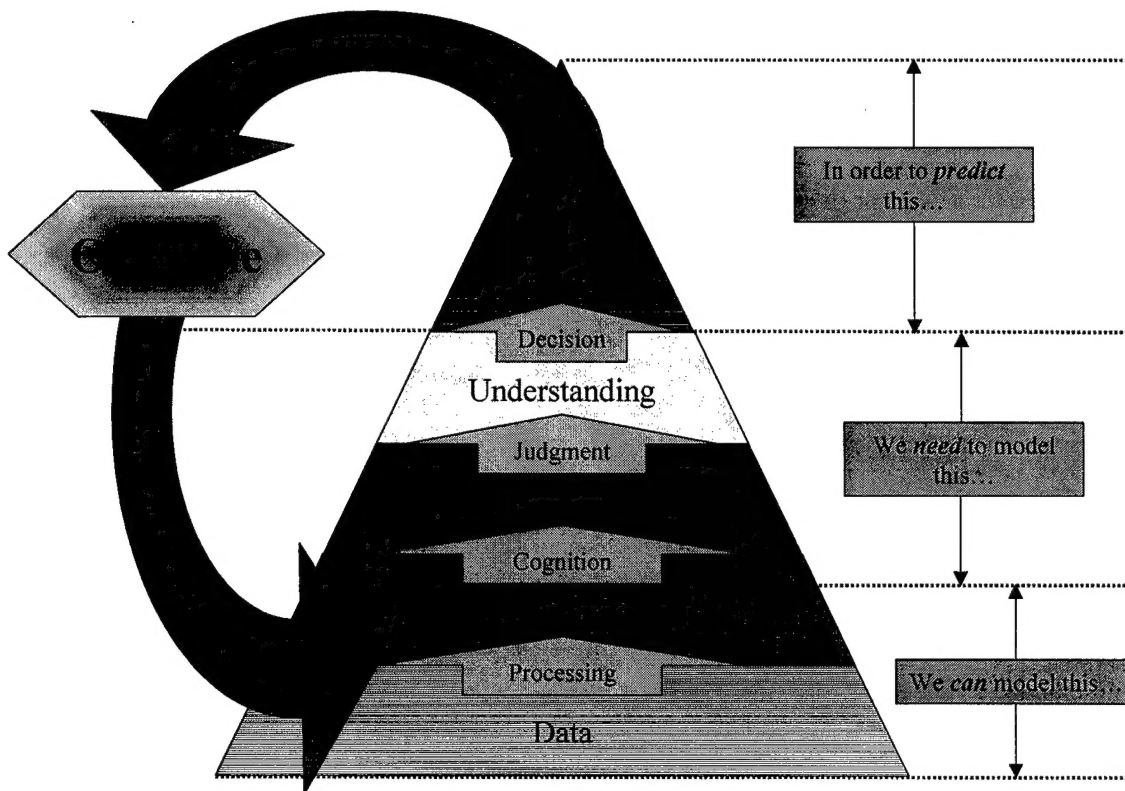 In order to predict
this…
Decision
Understanding
We need to model
this…
Judgment
Cognition
Processing
We can model this…
Data